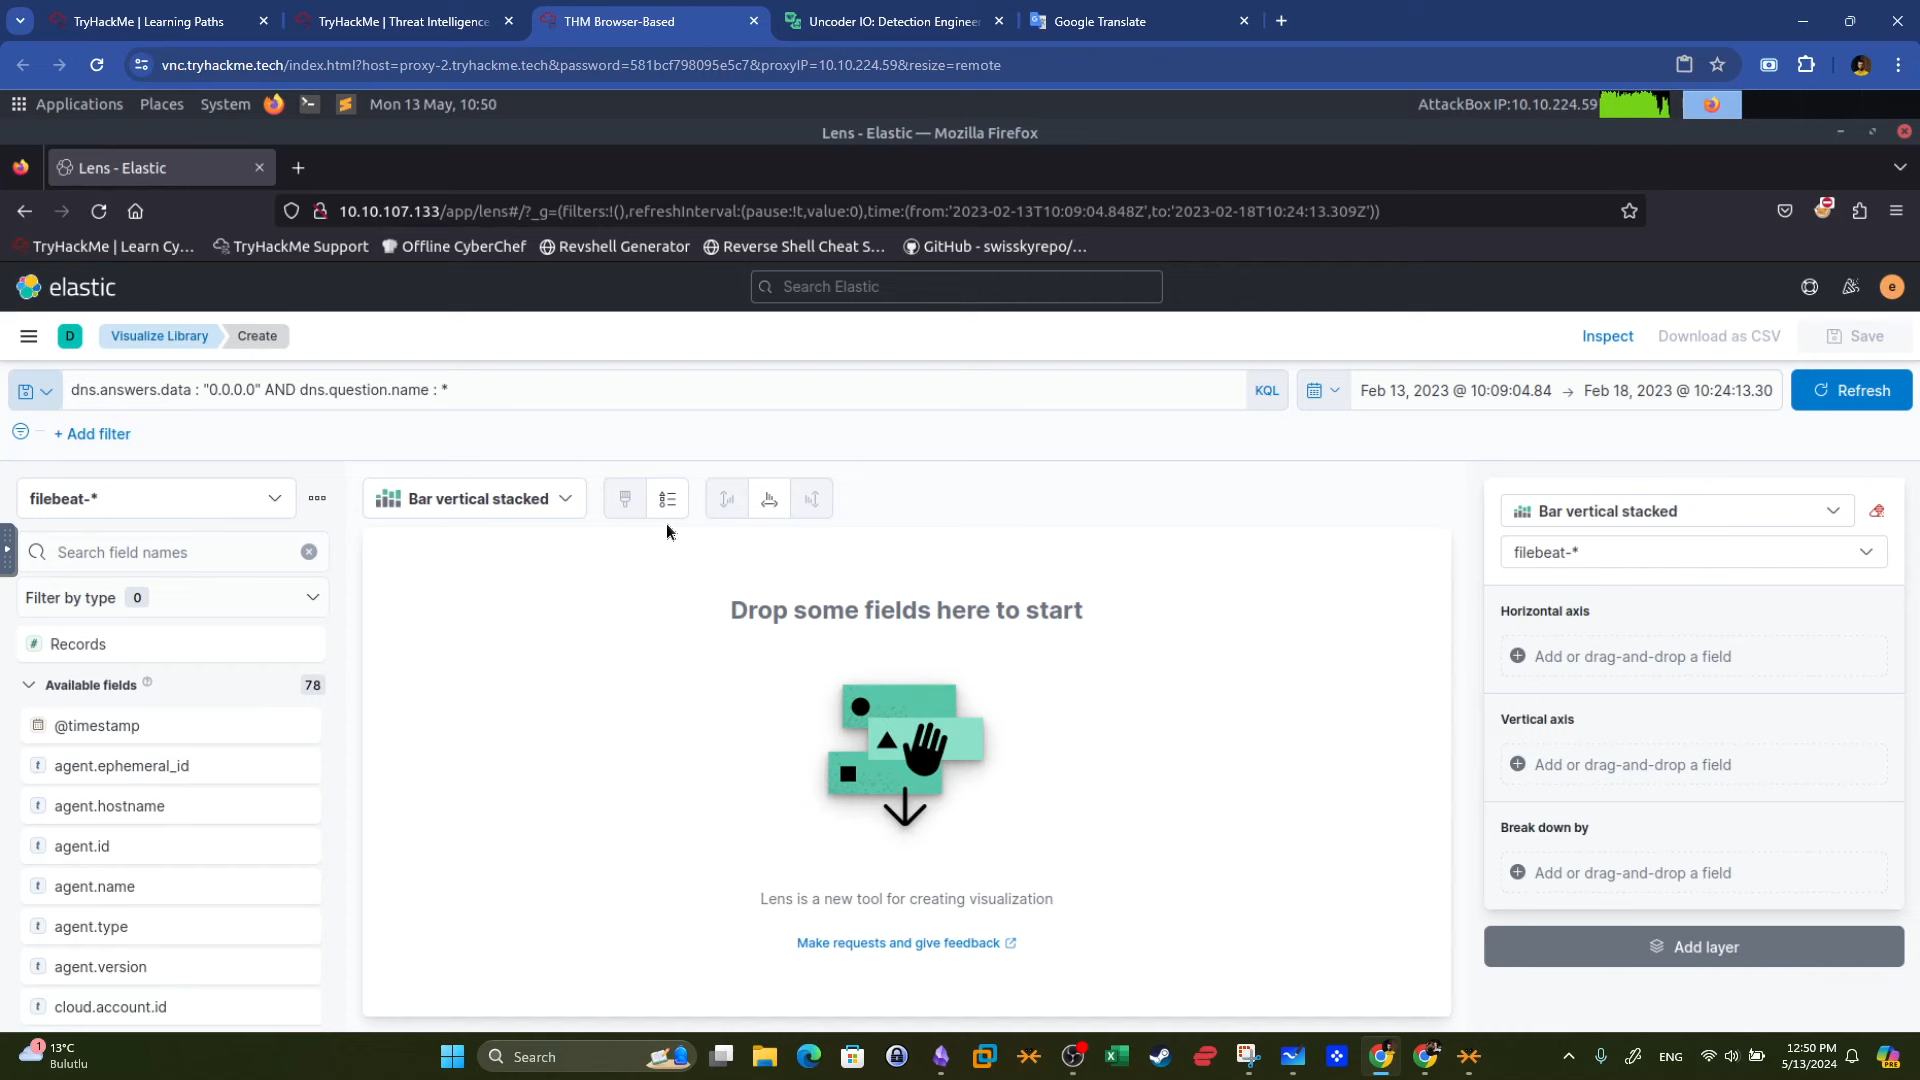 TryHackMe | Learning Paths
TryHackMe | Threat Intelligence
THM Browser-Based
Uncoder IO: Detection Engineer
Google Translate
vnc.tryhackme.tech/index.html?host=proxy-2.tryhackme.tech&password=581bcf798095e5c7&proxyIP=10.10.224.59&resize=remote
Applications Places System Mon 13 May, 10:50 AttackBox IP:10.10.224.59
Lens - Elastic — Mozilla Firefox
Lens - Elastic
10.10.107.133/app/lens#/?_g=(filters:!(),refreshInterval:(pause:!t,value:0),time:(from:'2023-02-13T10:09:04.848Z',to:'2023-02-18T10:24:13.309Z'))
TryHackMe | Learn Cy... TryHackMe Support Offline CyberChef Revshell Generator Reverse Shell Cheat S... GitHub - swisskyrepo/...
elastic
Search Elastic
e
D
Visualize Library
Create
Inspect
Download as CSV
Save
dns.answers.data : "0.0.0.0" AND dns.question.name : *
KQL
Feb 13, 2023 @ 10:09:04.84 → Feb 18, 2023 @ 10:24:13.30
Refresh
+ Add filter
filebeat-*
Search field names
Filter by type 0
# Records
Available fields 78
@timestamp
t agent.ephemeral_id
t agent.hostname
t agent.id
t agent.name
t agent.type
t agent.version
t cloud.account.id
Bar vertical stacked
Drop some fields here to start
Lens is a new tool for creating visualization
Make requests and give feedback
Bar vertical stacked
filebeat-*
Horizontal axis
Add or drag-and-drop a field
Vertical axis
Add or drag-and-drop a field
Break down by
Add or drag-and-drop a field
Add layer
1
13°C
Bulutlu
Search
ENG
12:50 PM
5/13/2024
PRE